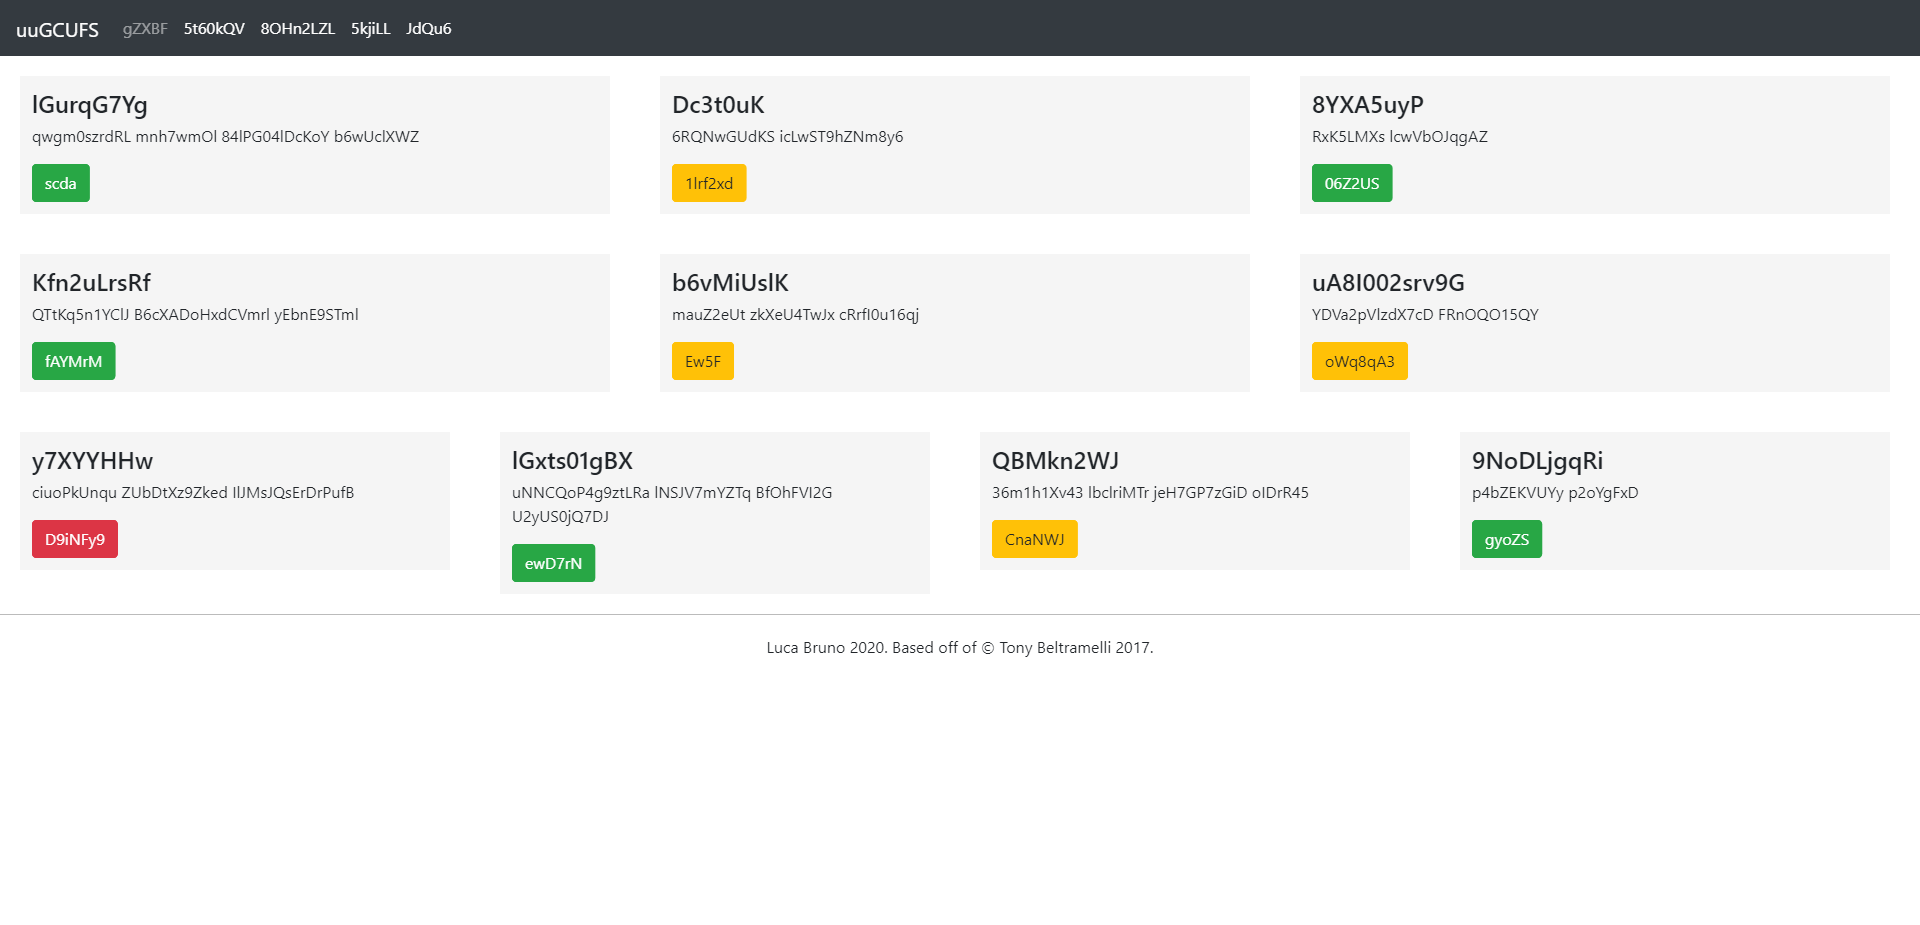 uuGCUFS gZXBF 5t60kQV 8OHn2LZL 5kjiLL JdQu6
lGurqG7Yg
qwgm0szrdRL mnh7wmOl 84lPG04lDcKoY b6wUclXWZ
scda
Dc3t0uK
6RQNwGUdKS icLwST9hZNm8y6
1lrf2xd
8YXA5uyP
RxK5LMXs lcwVbOJqgAZ
06Z2US
Kfn2uLrsRf
QTtKq5n1YClJ B6cXADoHxdCVmrl yEbnE9STml
fAYMrM
b6vMiUslK
mauZ2eUt zkXeU4TwJx cRrfI0u16qj
Ew5F
uA8I002srv9G
YDVa2pVlzdX7cD FRnOQO15QY
oWq8qA3
y7XYYHHw
ciuoPkUnqu ZUbDtXz9Zked IlJMsJQsErDrPufB
D9iNFy9
lGxts01gBX
uNNCQoP4g9ztLRa lNSJV7mYZTq BfOhFVI2G
U2yUS0jQ7DJ
ewD7rN
QBMkn2WJ
36m1h1Xv43 lbclriMTr jeH7GP7zGiD oIDrR45
CnaNWJ
9NoDLjgqRi
p4bZEKVUYy p2oYgFxD
gyoZS
Luca Bruno 2020. Based off of © Tony Beltramelli 2017.